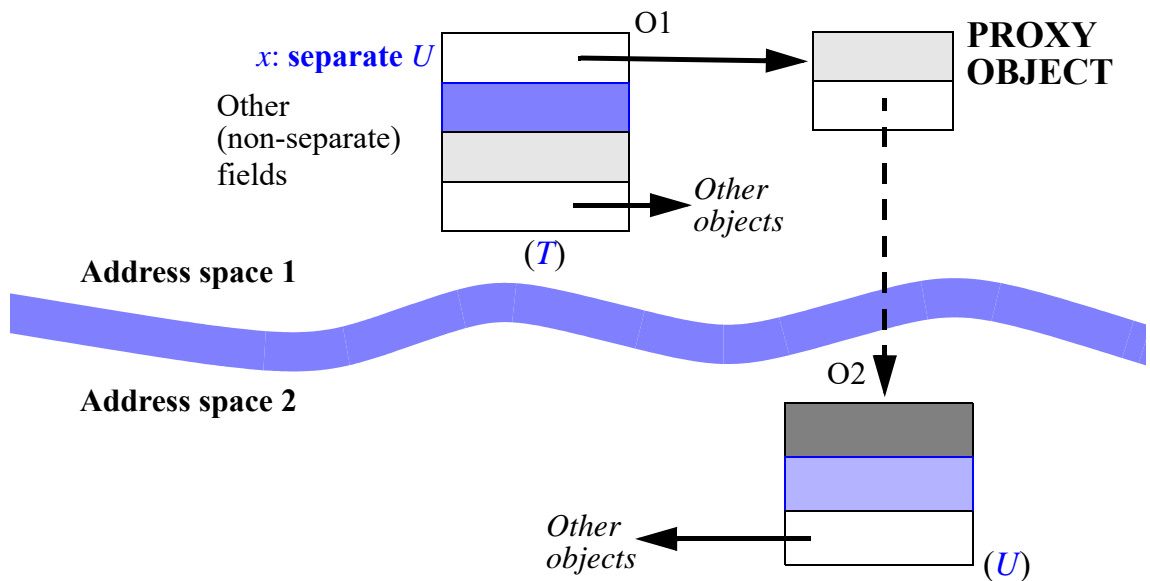 O1
x: separate U
PROXY
OBJECT
Other
(non-separate)
fields
Other
objects
(T)
Address space 1
O2
Address space 2
Other
objects
(U)